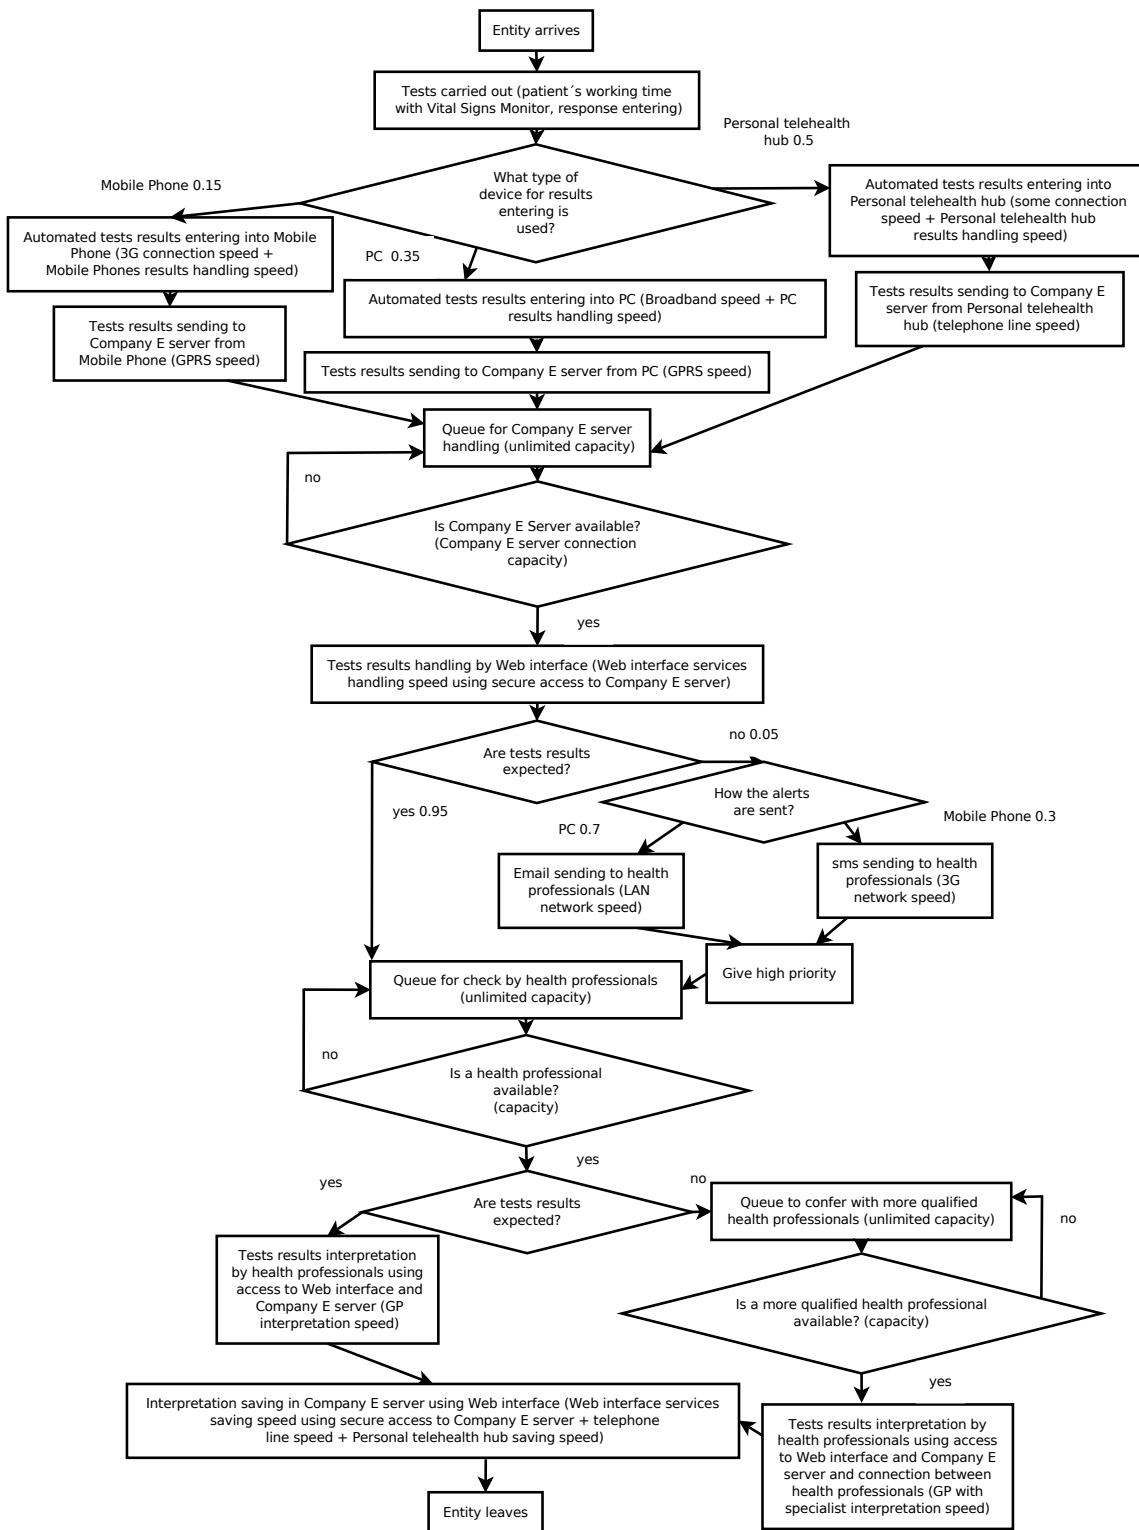 Entity arrives
Tests carried out (patient´s working time
with Vital Signs Monitor, response entering)
Personal telehealth
hub 0.5
Mobile Phone 0.15
What type of
device for results
entering is
used?
Automated tests results entering into
Personal telehealth hub (some connection
speed + Personal telehealth hub
results handling speed)
Automated tests results entering into Mobile
Phone (3G connection speed +
Mobile Phones results handling speed)
PC 0.35
Automated tests results entering into PC (Broadband speed + PC
results handling speed)
Tests results sending to Company E
server from Personal telehealth
hub (telephone line speed)
Tests results sending to
Company E server from
Mobile Phone (GPRS speed)
Tests results sending to Company E server from PC (GPRS speed)
Queue for Company E server
handling (unlimited capacity)
no
Is Company E Server available?
(Company E server connection
capacity)
yes
Tests results handling by Web interface (Web interface services
handling speed using secure access to Company E server)
no 0.05
Are tests results
expected?
How the alerts
are sent?
yes 0.95
Mobile Phone 0.3
PC 0.7
Email sending to health
professionals (LAN
network speed)
sms sending to health
professionals (3G
network speed)
Give high priority
Queue for check by health professionals
(unlimited capacity)
no
Is a health professional
available?
(capacity)
yes
yes
no
Are tests results
expected?
Queue to confer with more qualified
health professionals (unlimited capacity)
no
Tests results interpretation
by health professionals using
access to Web interface and
Company E server (GP
interpretation speed)
Is a more qualified health professional
available? (capacity)
yes
Interpretation saving in Company E server using Web interface (Web interface services
saving speed using secure access to Company E server + telephone
line speed + Personal telehealth hub saving speed)
Tests results interpretation by
health professionals using access
to Web interface and Company E
server and connection between
health professionals (GP with
specialist interpretation speed)
Entity leaves